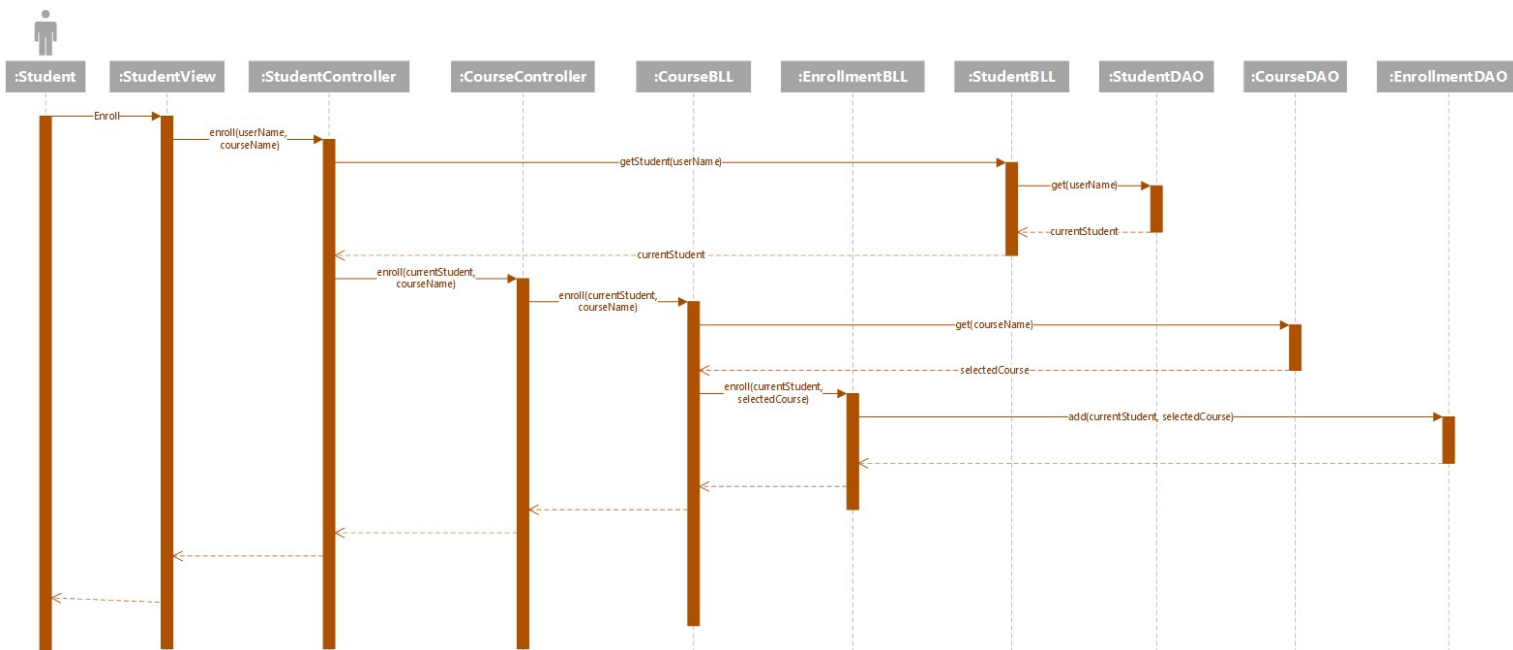 :Student
:StudentView
:StudentController
:CourseController
:CourseBLL
:EnrollmentBLL
:StudentBLL
:StudentDAO
:CourseDAO
:EnrollmentDAO
Enroll
enroll(userName,
courseName)
getStudent(userName)
get(userName)
currentStudent
currentStudent
enroll(currentStudent,
courseName)
enroll(currentStudent,
courseName)
get(courseName)
selectedCourse
enroll(currentStudent,
selectedCourse)
add(currentStudent, selectedCourse)